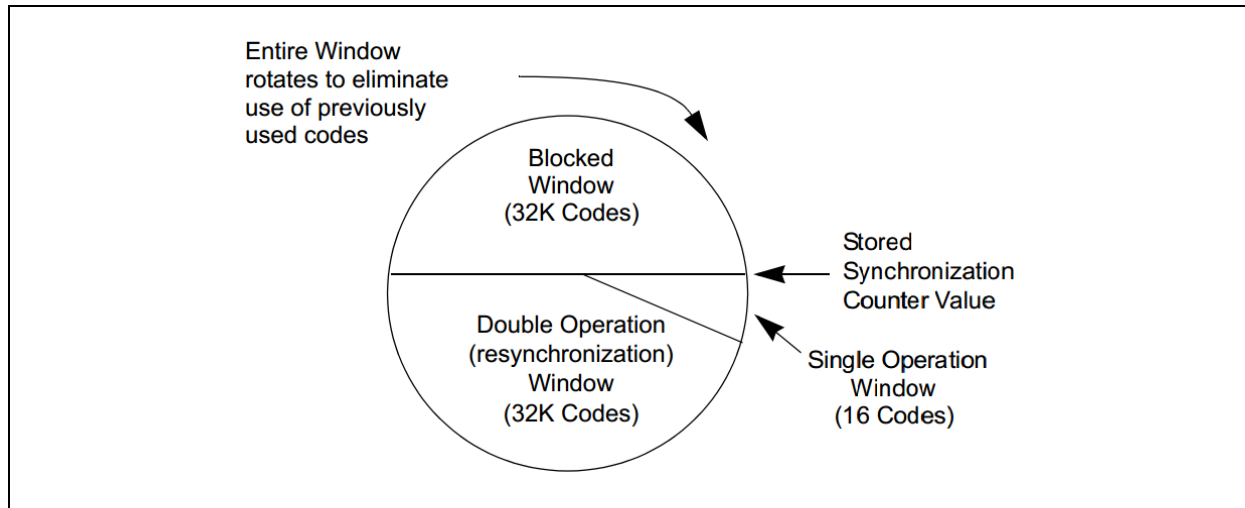 Entire Window
rotates to eliminate
use of previously
used codes
Blocked
Window
(32K Codes)
Stored
Synchronization
Counter Value
Double Operation
(resynchronization)
Window
(32K Codes)
Single Operation
Window
(16 Codes)